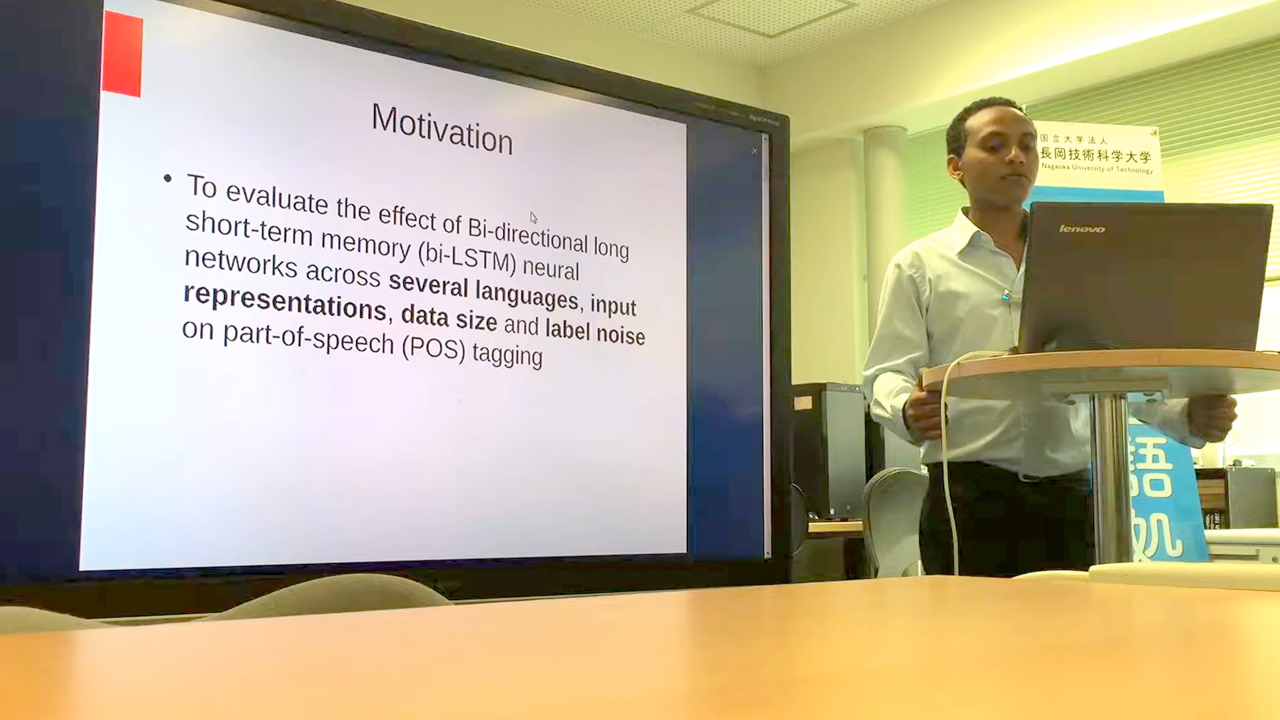 Motivation
• To evaluate the effect of Bi-directional long
short-term memory (bi-LSTM) neural
networks across several languages, input
representations, data size and label noise
on part-of-speech (POS) tagging
国立大学法人
長岡技術科学大学
Nagaoka University of Technology
lenovo
語
処